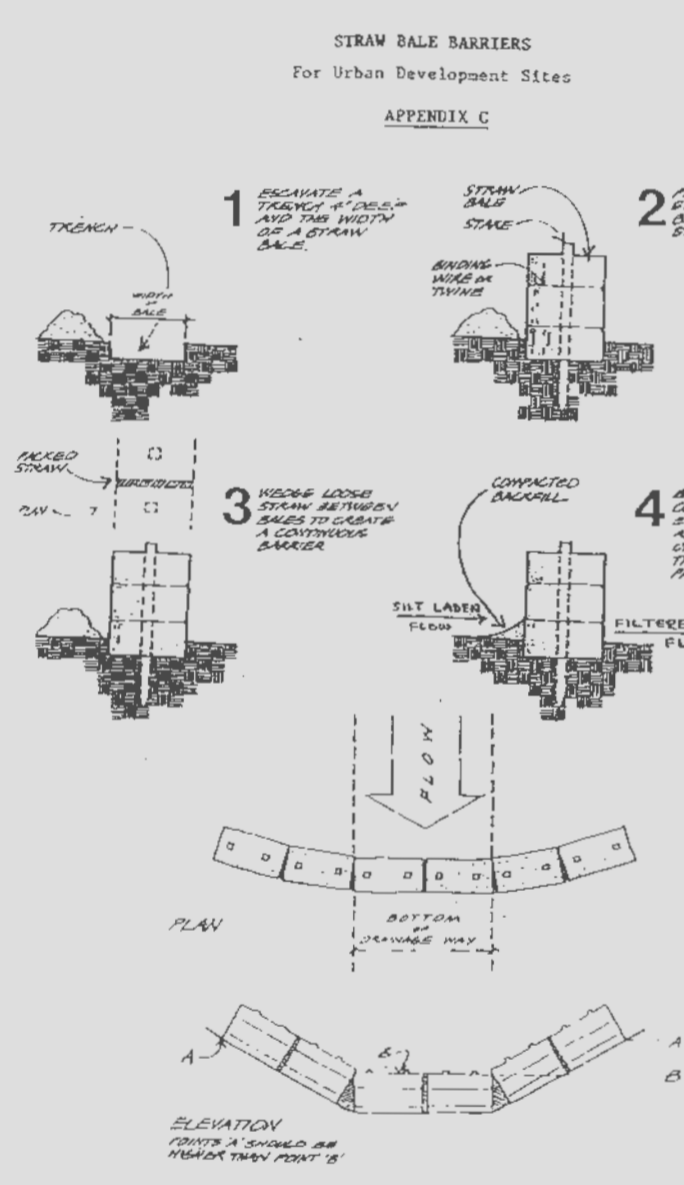 STRAW BALE BARRIERS
For Urban Development Sites
APPENDIX C
1
ESCAVATE A
TRENCH 4" DEEP
AND THE WIDTH
OF A STRAW
BALE.
TRENCH
WIDTH
OF
BALE
2
STRAW
BALE
STAKE
BINDING
WIRE OR
TWINE
PACKED
STRAW
3
WEDGE LOOSE
STRAW BETWEEN
BALES TO CREATE
A CONTINUOUS
BARRIER
4
COMPACTED
BACKFILL
SILT LADEN
FLOW
FLOW
PLAN
BOTTOM
OF
DRAINAGE WAY
A
B
A
B
ELEVATION
POINTS 'A' SHOULD BE
HIGHER THAN POINT 'B'